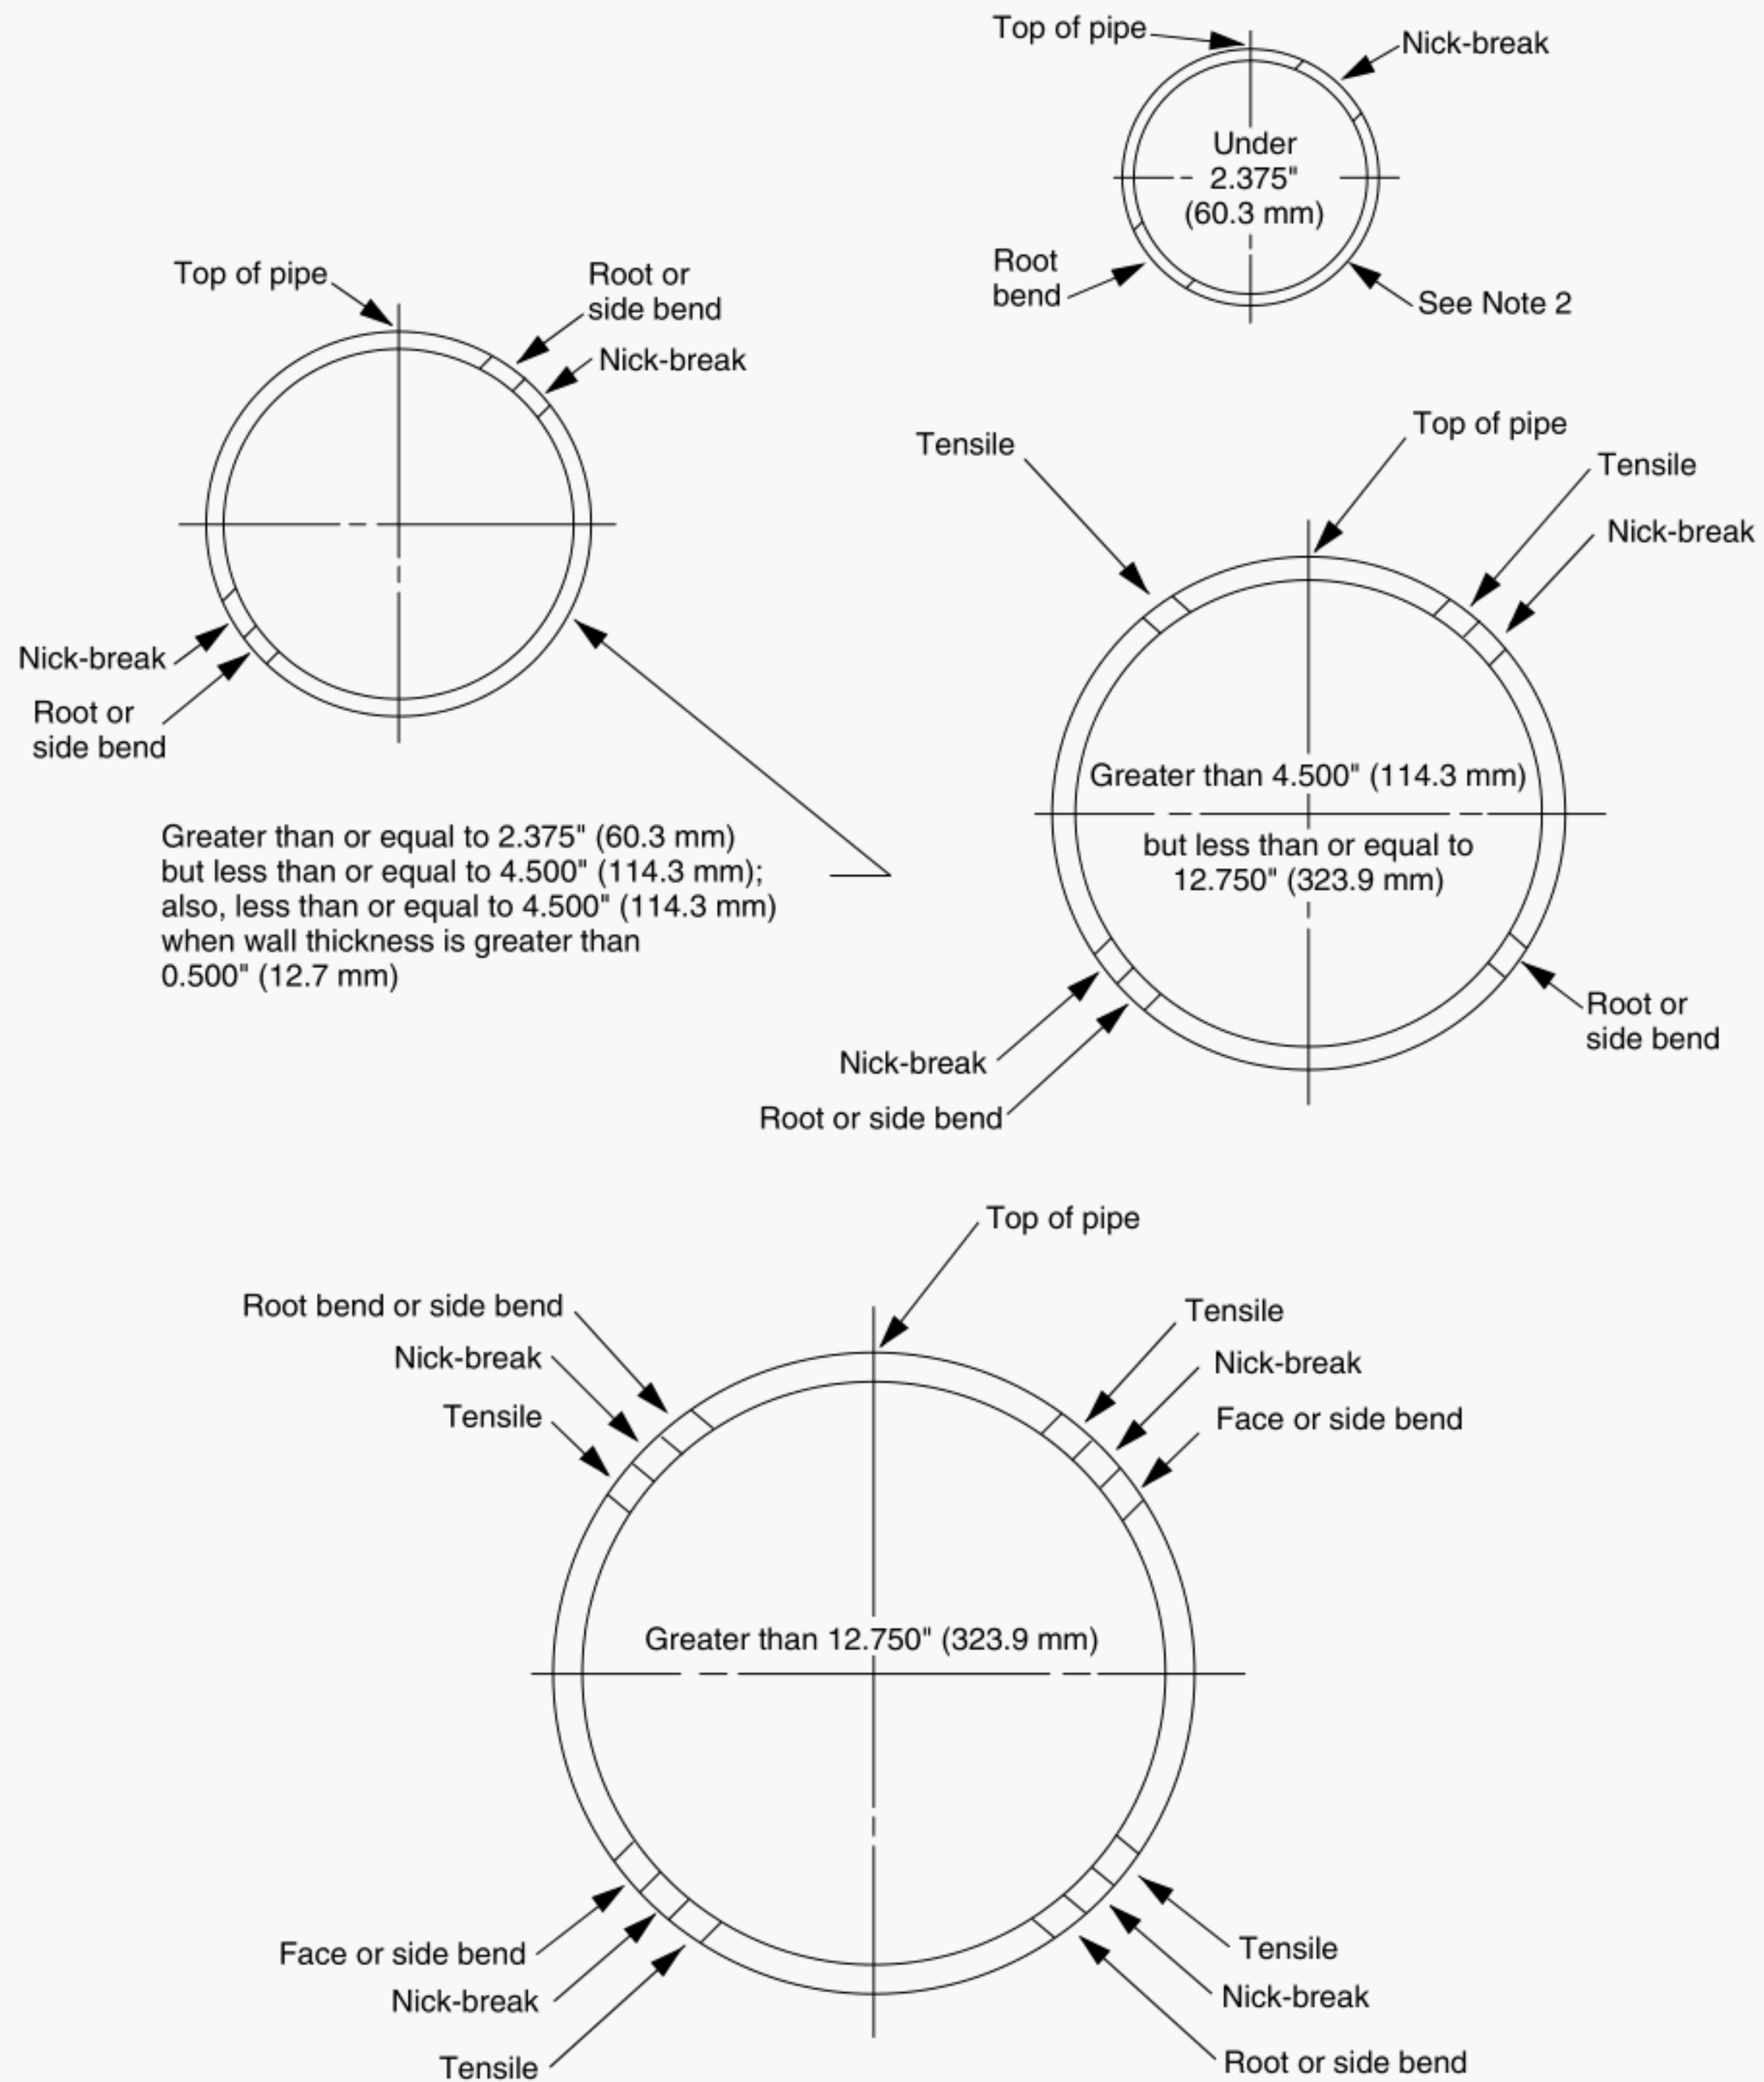 Top of pipe
Nick-break
Under
2.375"
(60.3 mm)
Root
bend
See Note 2
Top of pipe
Root or
side bend
Nick-break
Nick-break
Root or
side bend
Greater than or equal to 2.375" (60.3 mm)
but less than or equal to 4.500" (114.3 mm);
also, less than or equal to 4.500" (114.3 mm)
when wall thickness is greater than
0.500" (12.7 mm)
Top of pipe
Tensile
Tensile
Nick-break
Greater than 4.500" (114.3 mm)
but less than or equal to
12.750" (323.9 mm)
Root or
side bend
Nick-break
Root or side bend
Top of pipe
Root bend or side bend
Nick-break
Tensile
Tensile
Nick-break
Face or side bend
Greater than 12.750" (323.9 mm)
Face or side bend
Nick-break
Tensile
Tensile
Nick-break
Root or side bend